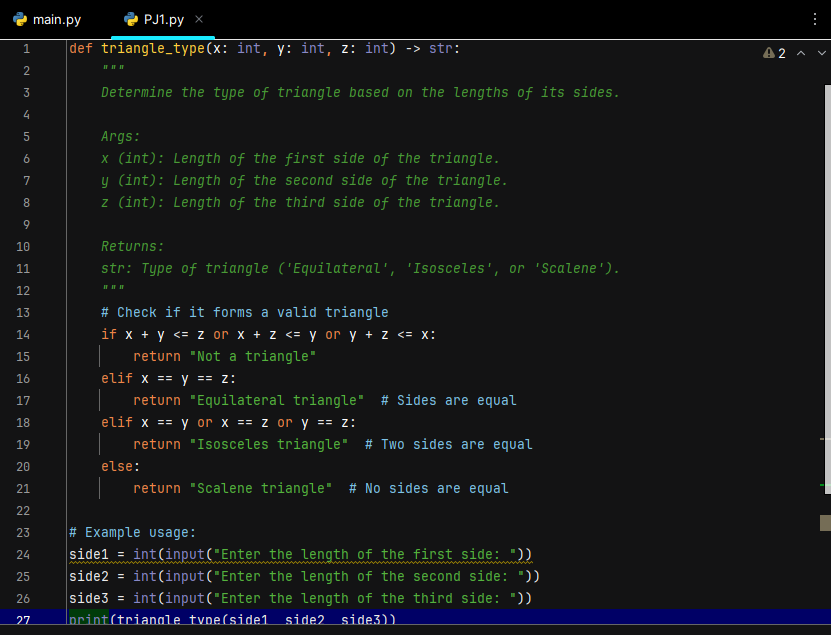 main.py PJ1.py
2
1 def triangle_type(x: int, y: int, z: int) -> str:
2 """
3 Determine the type of triangle based on the lengths of its sides.
4
5 Args:
6 x (int): Length of the first side of the triangle.
7 y (int): Length of the second side of the triangle.
8 z (int): Length of the third side of the triangle.
9
10 Returns:
11 str: Type of triangle ('Equilateral', 'Isosceles', or 'Scalene').
12 """
13 # Check if it forms a valid triangle
14 if x + y <= z or x + z <= y or y + z <= x:
15 return "Not a triangle"
16 elif x == y == z:
17 return "Equilateral triangle"  # Sides are equal
18 elif x == y or x == z or y == z:
19 return "Isosceles triangle"  # Two sides are equal
20 else:
21 return "Scalene triangle"  # No sides are equal
22
23 # Example usage:
24 side1 = int(input("Enter the length of the first side: "))
25 side2 = int(input("Enter the length of the second side: "))
26 side3 = int(input("Enter the length of the third side: "))
27 print(triangle_type(side1, side2, side3))